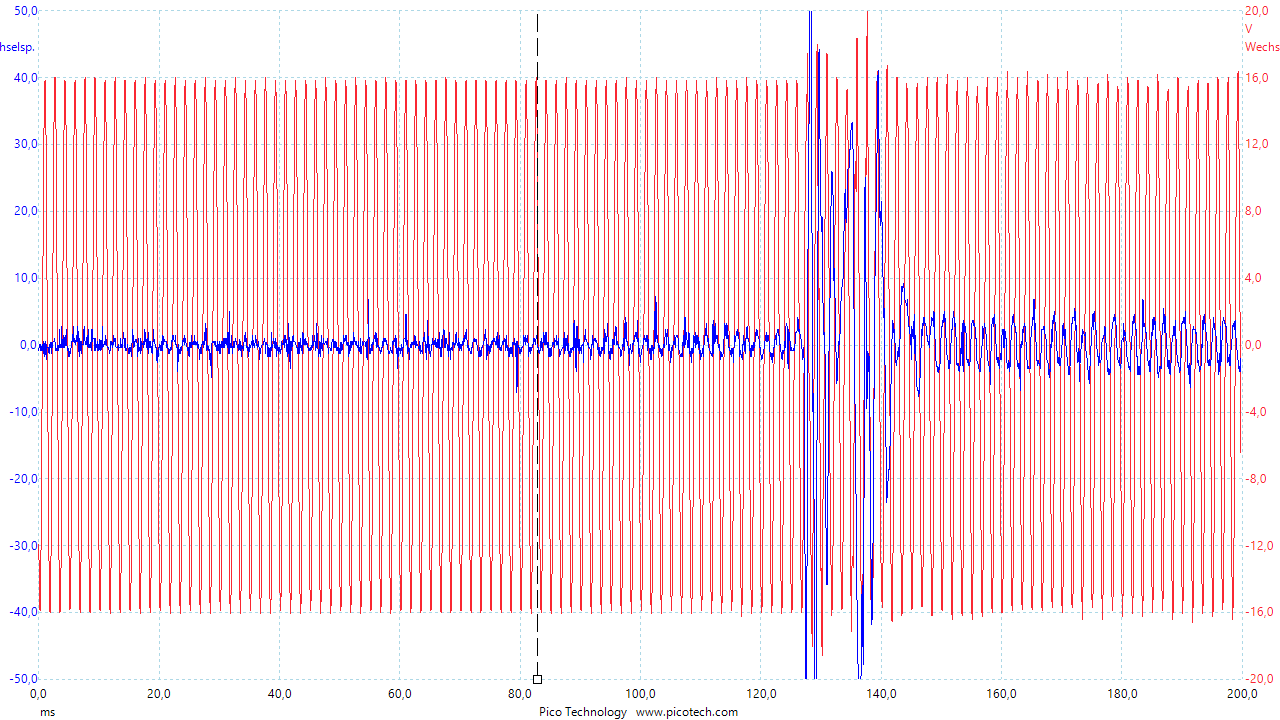 50,0 20,0
V
hselsp. Wechs
40,0 16,0
30,0 12,0
20,0 8,0
10,0 4,0
0,0 0,0
-10,0 -4,0
-20,0 -8,0
-30,0 -12,0
-40,0 -16,0
-50,0 -20,0
0,0 20,0 40,0 60,0 80,0 100,0 120,0 140,0 160,0 180,0 200,0
ms Pico Technology www.picotech.com